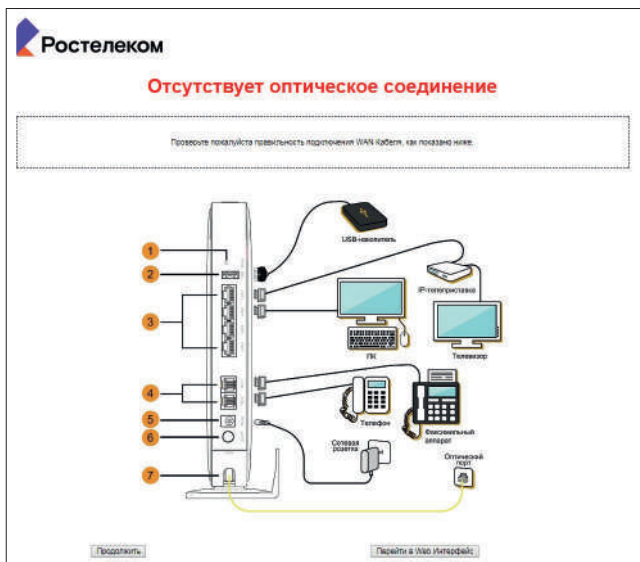 Ростелеком
Отсутствует оптическое соединение
Проверьте пожалуйста правильность подключения WAN Кабеля, как показано ниже.
1
USB-накопитель
2
IP-телеприставка
3
ПК
Телевизор
4
Телефон
Факсимильный
аппарат
5
6
Сетевая
розетка
Оптический
порт
7
Продолжить
Перейти в Web Интерфейс